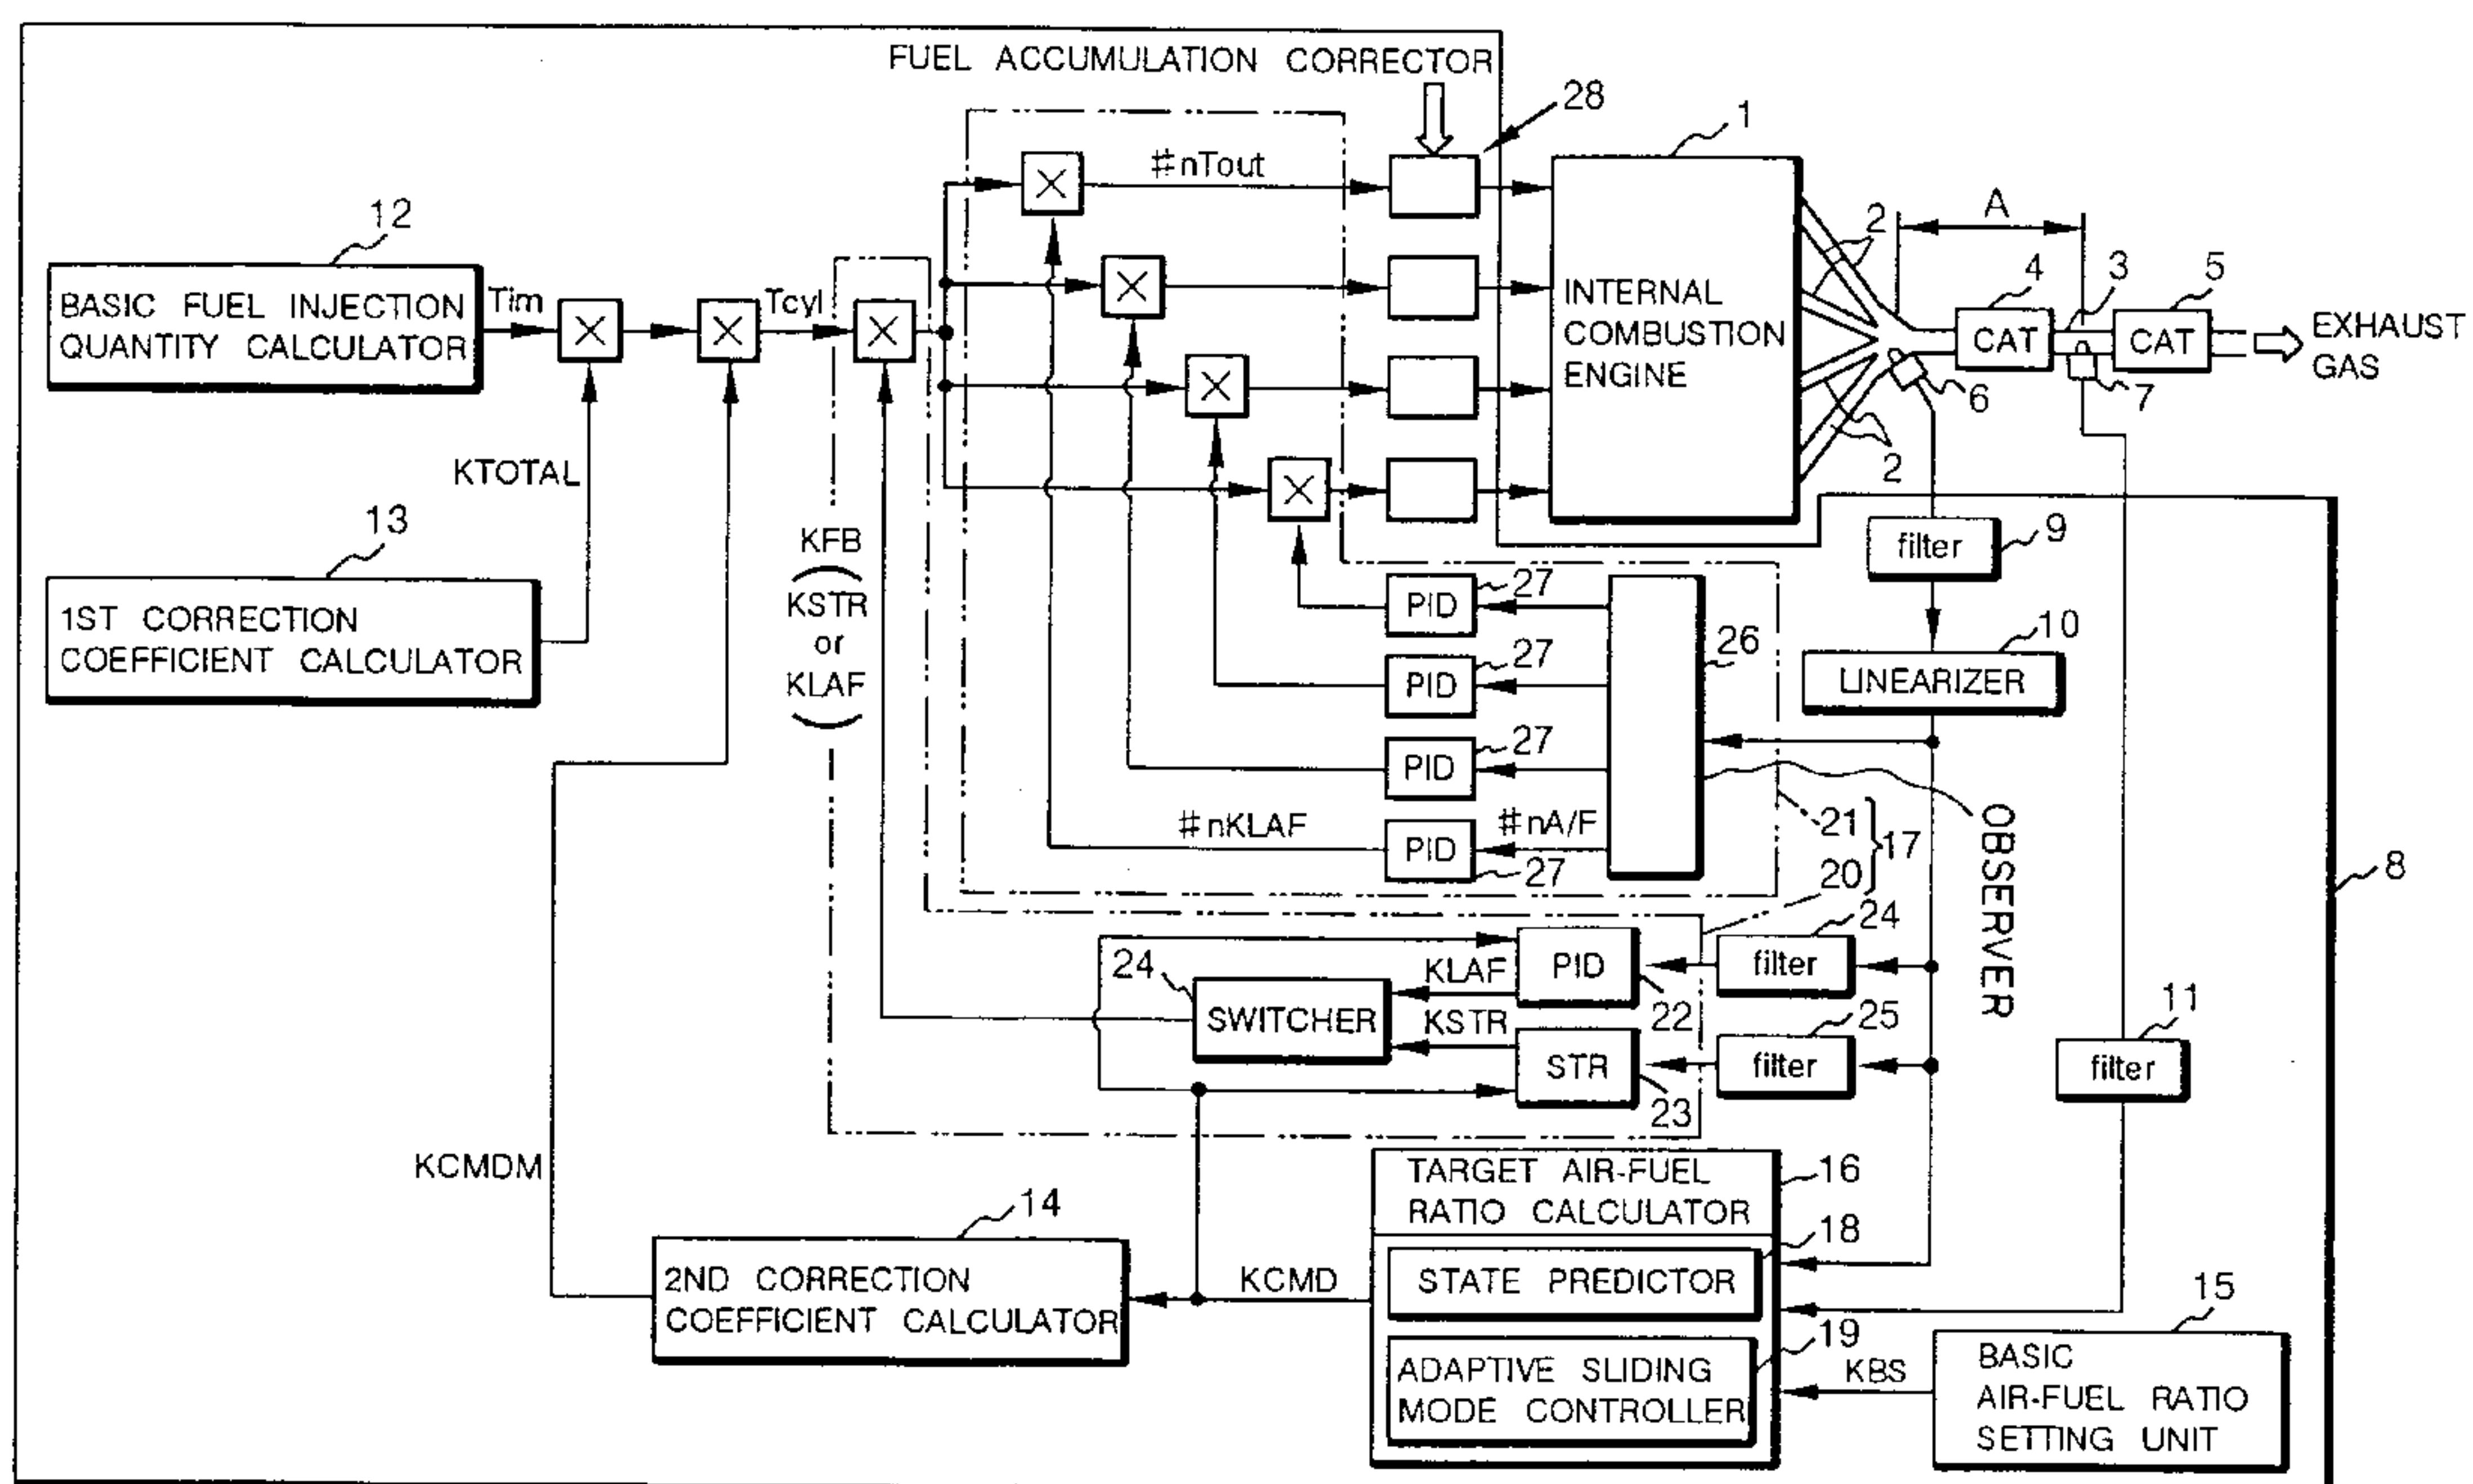 FUEL ACCUMULATION CORRECTOR
28
1
#nTout
12
BASIC FUEL INJECTION
QUANTITY CALCULATOR
Tim
Tcyl
×
×
×
×
×
×
×
INTERNAL
COMBUSTION
ENGINE
2
A
4
3
5
CAT
CAT
EXHAUST
GAS
6
7
2
KTOTAL
13
1ST CORRECTION
COEFFICIENT CALCULATOR
KFB
(KSTR
or
KLAF)
filter
9
10
LINEARIZER
PID
27
PID
27
PID
27
PID
27
26
#nKLAF
#nA/F
OBSERVER
21
20
}17
8
24
SWITCHER
KLAF
KSTR
PID
22
STR
23
24
filter
25
filter
11
filter
KCMDM
14
2ND CORRECTION
COEFFICIENT CALCULATOR
KCMD
TARGET AIR-FUEL
RATIO CALCULATOR
16
18
STATE PREDICTOR
19
ADAPTIVE SLIDING
MODE CONTROLLER
KBS
15
BASIC
AIR-FUEL RATIO
SETTING UNIT